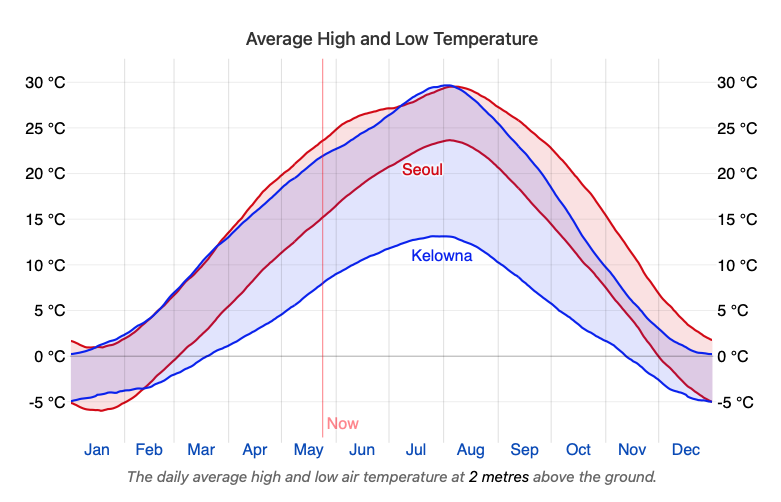 Average High and Low Temperature
30 °C 30 °C
25 °C 25 °C
20 °C 20 °C
Seoul
15 °C 15 °C
Kelowna
10 °C 10 °C
5 °C 5 °C
0 °C 0 °C
-5 °C -5 °C
Now
Jan Feb Mar Apr May Jun Jul Aug Sep Oct Nov Dec
The daily average high and low air temperature at 2 metres above the ground.